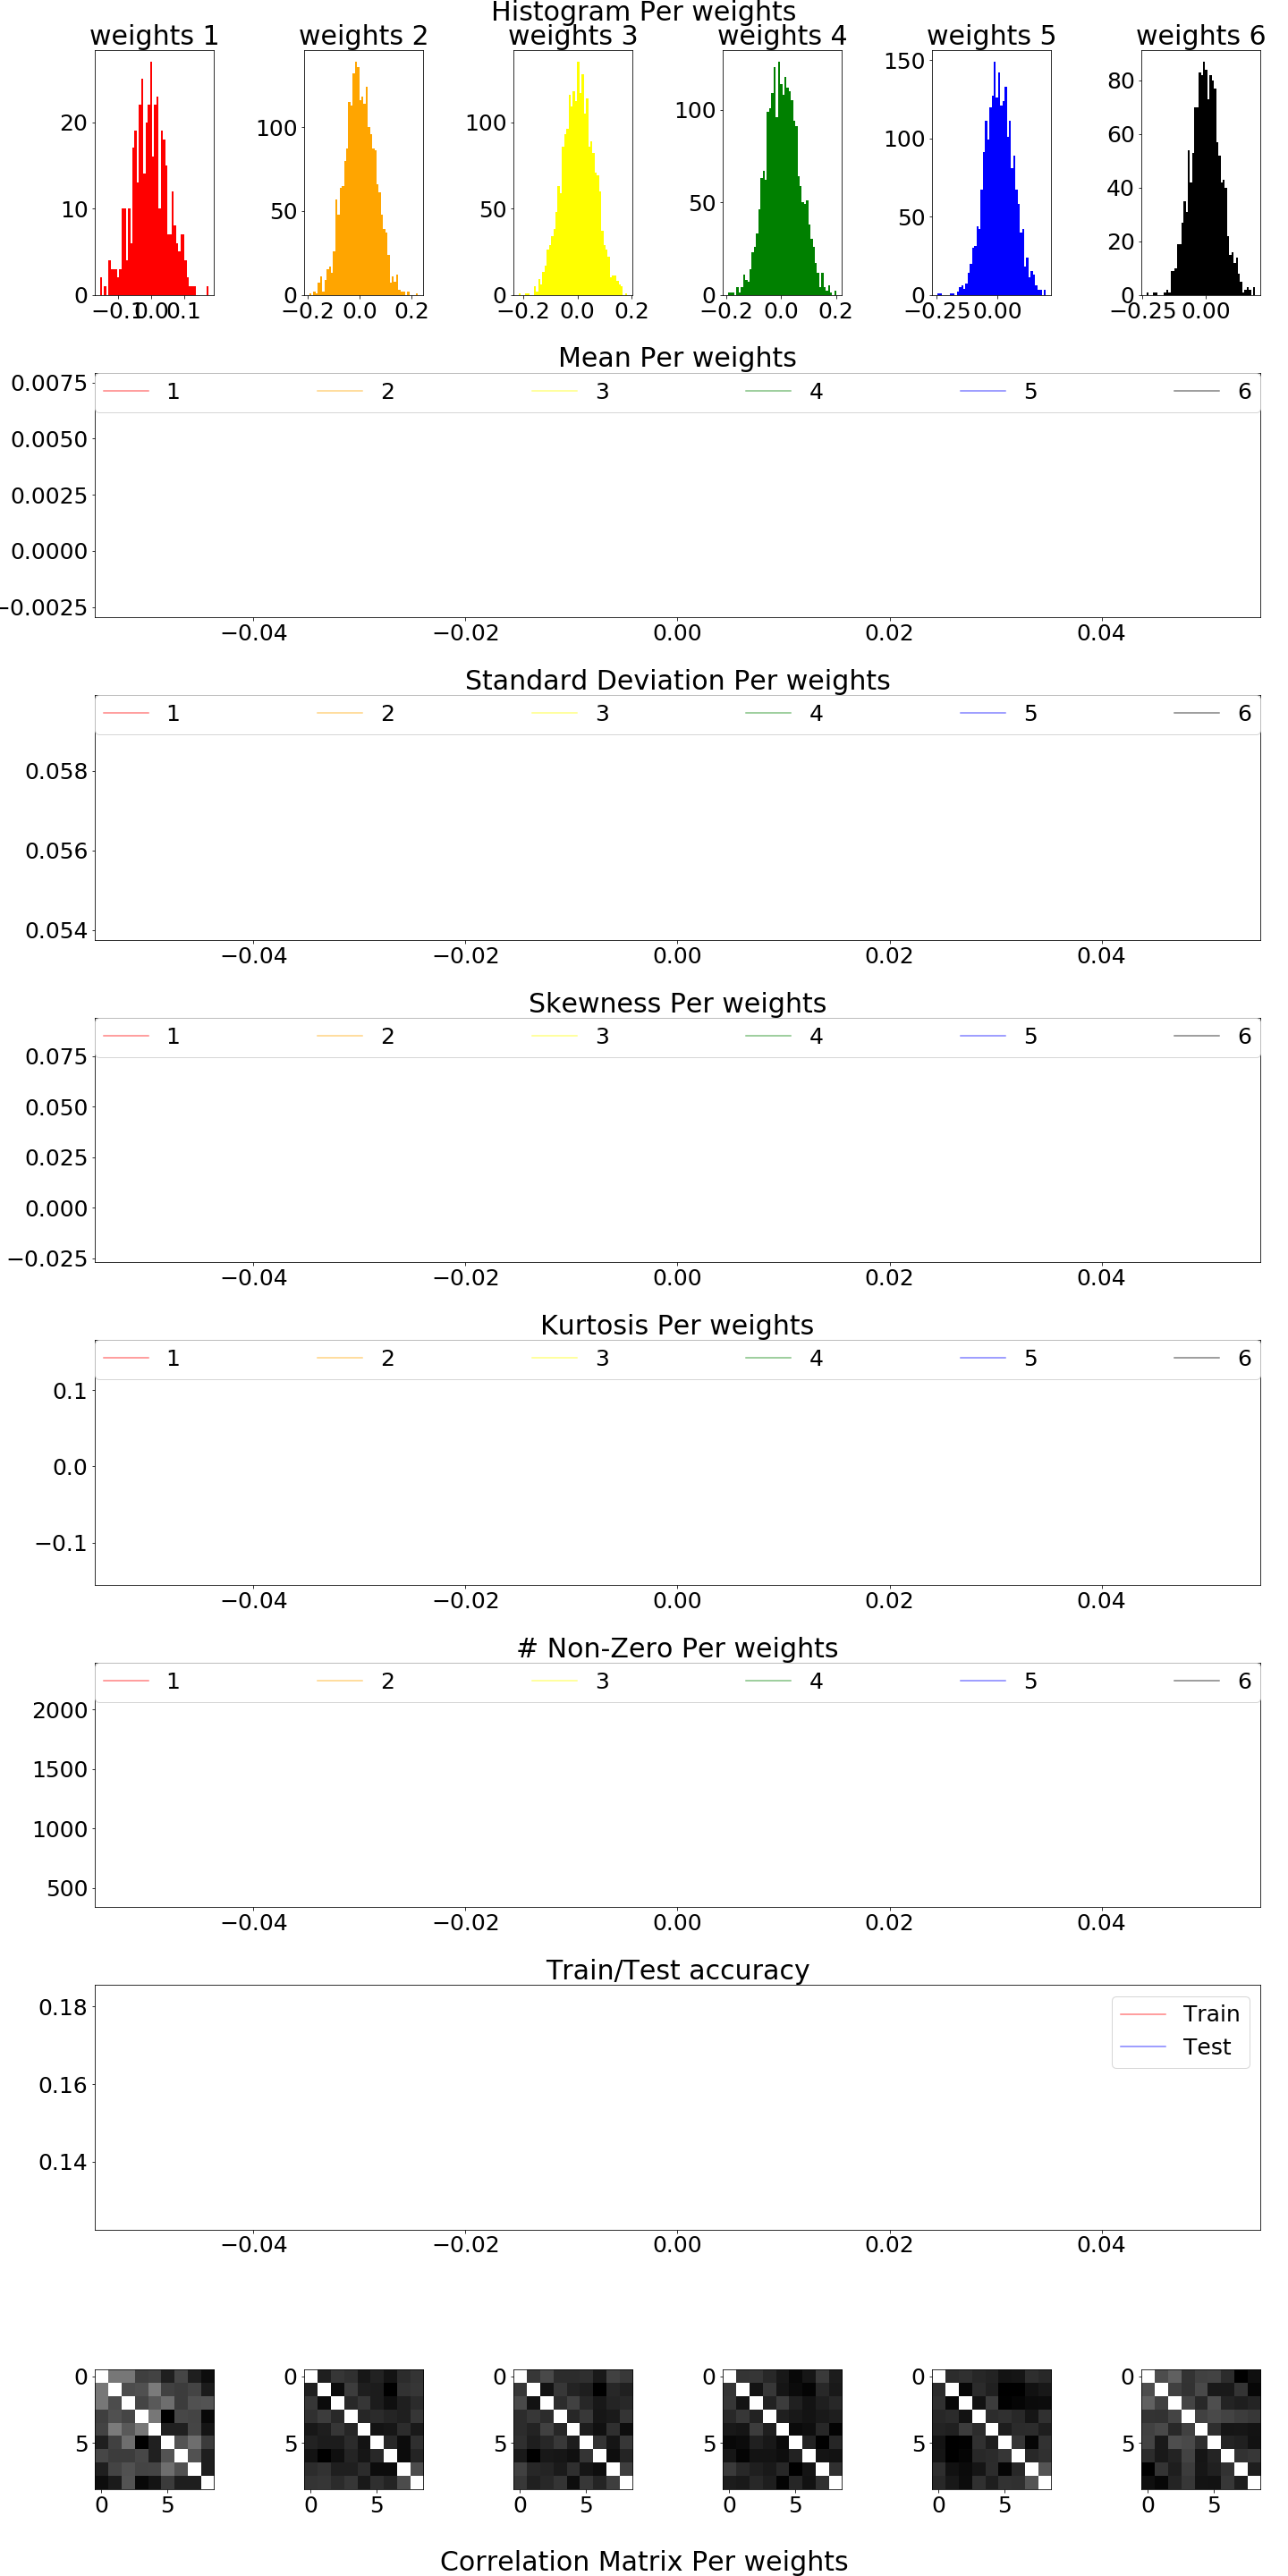 Histogram Per weights
weights 1 weights 2 weights 3 weights 4 weights 5 weights 6
20
10
0
−0.1 0.0 0.1
100
50
0
−0.2 0.0 0.2
100
50
0
−0.2 0.0 0.2
100
50
0
−0.2 0.0 0.2
150
100
50
0
−0.25 0.00
80
60
40
20
0
−0.25 0.00
Mean Per weights
1 2 3 4 5 6
0.0075
0.0050
0.0025
0.0000
−0.0025
−0.04 −0.02 0.00 0.02 0.04
Standard Deviation Per weights
1 2 3 4 5 6
0.058
0.056
0.054
−0.04 −0.02 0.00 0.02 0.04
Skewness Per weights
1 2 3 4 5 6
0.075
0.050
0.025
0.000
−0.025
−0.04 −0.02 0.00 0.02 0.04
Kurtosis Per weights
1 2 3 4 5 6
0.1
0.0
−0.1
−0.04 −0.02 0.00 0.02 0.04
# Non-Zero Per weights
1 2 3 4 5 6
2000
1500
1000
500
−0.04 −0.02 0.00 0.02 0.04
Train/Test accuracy
Train
Test
0.18
0.16
0.14
−0.04 −0.02 0.00 0.02 0.04
0 0 0 0 0 0
5 5 5 5 5 5
0 5 0 5 0 5 0 5 0 5 0 5
Correlation Matrix Per weights